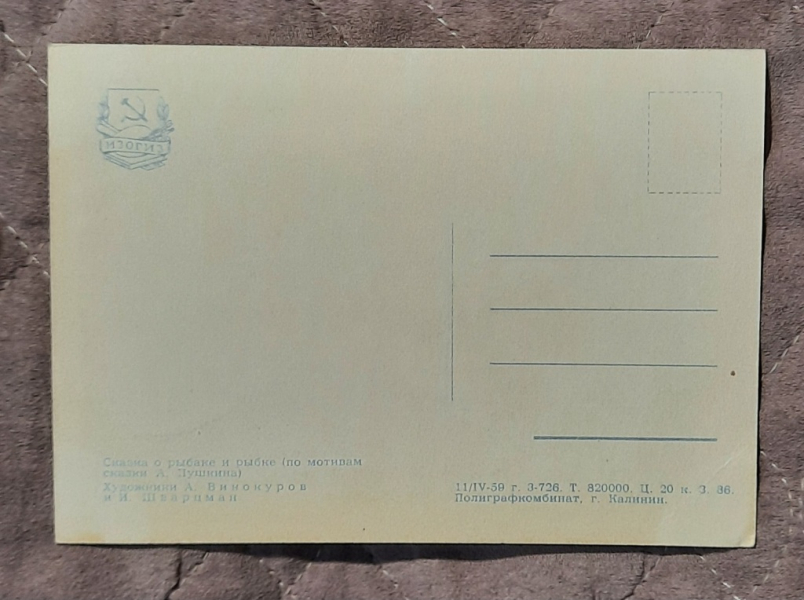 ИЗОГИЗ
Сказка о рыбаке и рыбке (по мотивам
сказки А. Пушкина)
Художники А. Винокуров
и И. Шварцман
11/IV-59 г. 3-726. Т. 820000. Ц. 20 к. З. 86.
Полиграфкомбинат, г. Калинин.